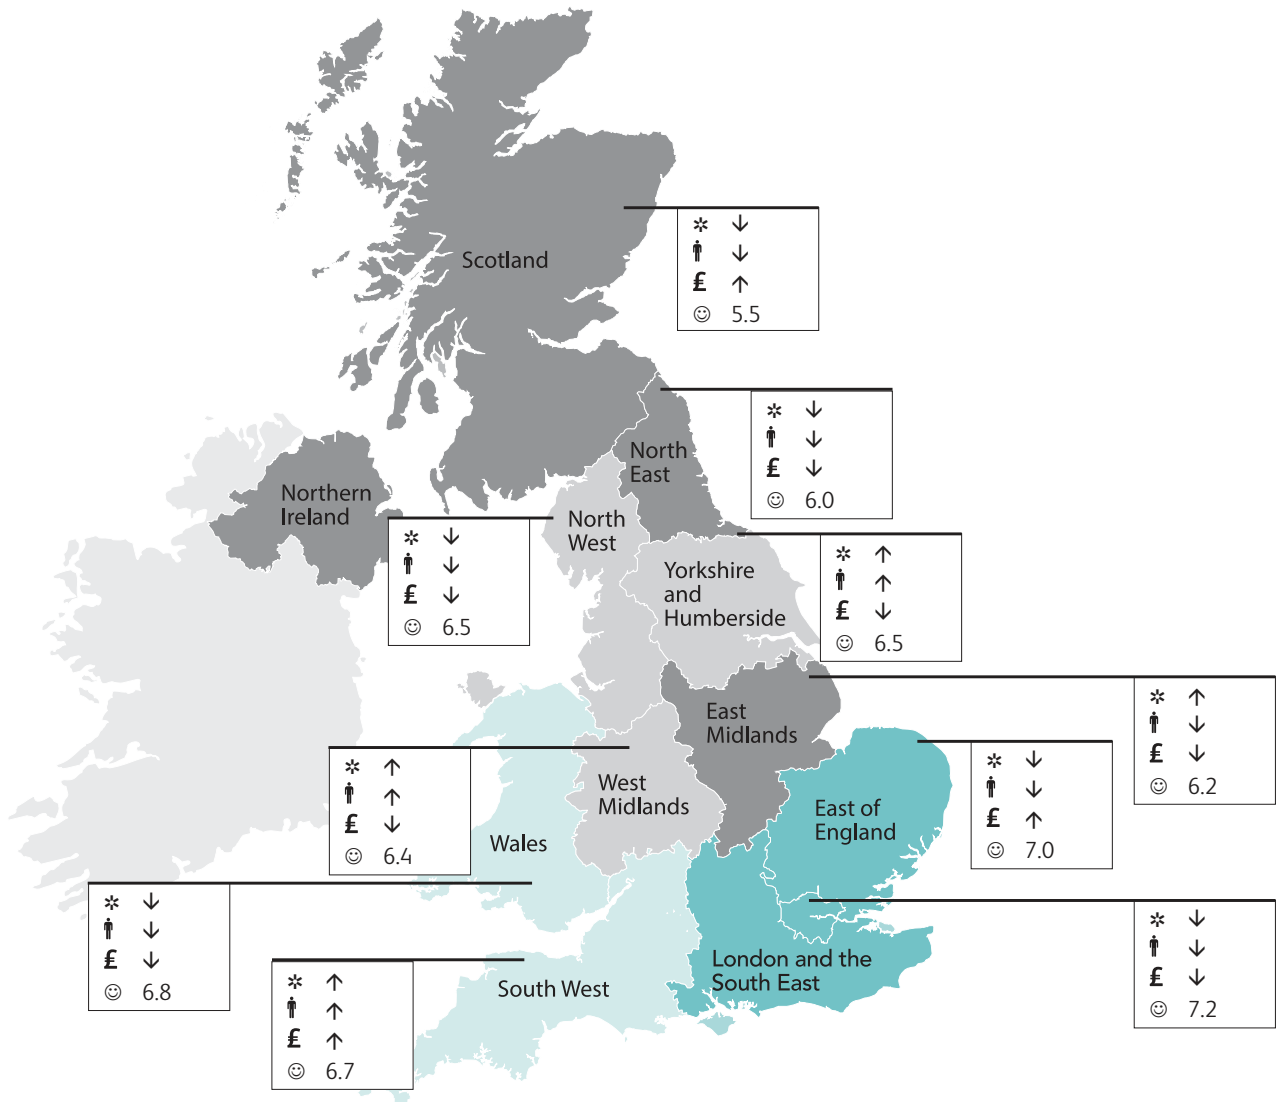 Scotland
✲ ↓
↓
£ ↑
☺ 5.5
North
East
✲ ↓
↓
£ ↓
☺ 6.0
Northern
Ireland
North
West
✲ ↓
↓
£ ↓
☺ 6.5
Yorkshire
and
Humberside
✲ ↑
↑
£ ↓
☺ 6.5
East
Midlands
✲ ↑
↓
£ ↓
☺ 6.2
West
Midlands
✲ ↑
↑
£ ↓
☺ 6.4
East of
England
✲ ↓
↓
£ ↑
☺ 7.0
Wales
✲ ↓
↓
£ ↓
☺ 6.8
London and the
South East
✲ ↓
↓
£ ↓
☺ 7.2
South West
✲ ↑
↑
£ ↑
☺ 6.7